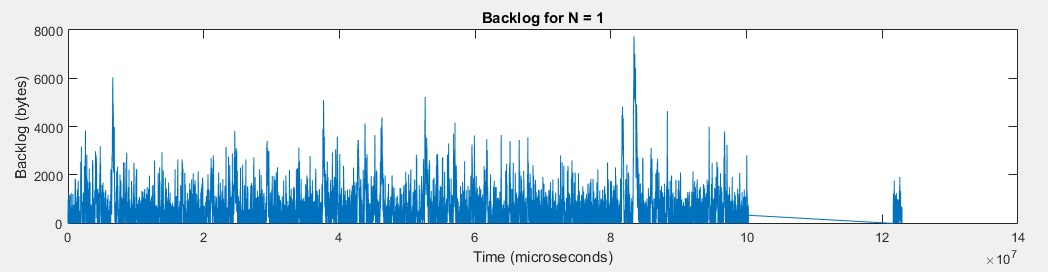 Backlog for N = 1
8000
6000
4000
2000
0
Backlog (bytes)
0 2 4 6 8 10 12 14
×10⁷
Time (microseconds)